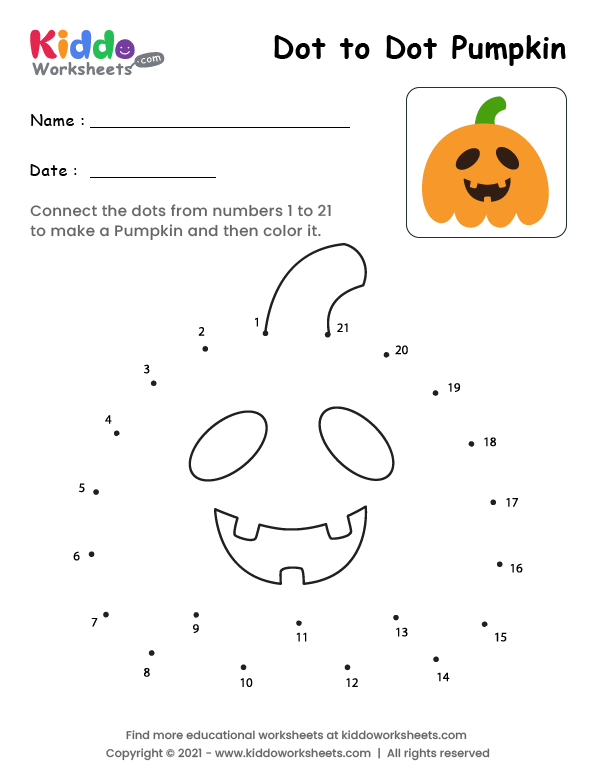 Kiddo
Worksheets.com
Dot to Dot Pumpkin
Name :
Date :
Connect the dots from numbers 1 to 21
to make a Pumpkin and then color it.
1
21
2
20
3
19
4
18
5
17
6
16
7
9
11
13
15
8
10
12
14
Find more educational worksheets at kiddoworksheets.com
Copyright © 2021 - www.kiddoworksheets.com | All rights reserved